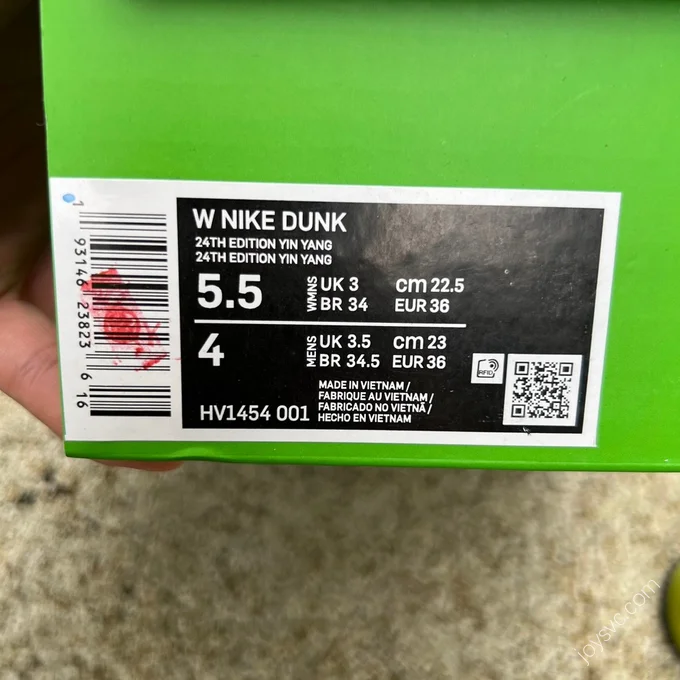 W NIKE DUNK
24TH EDITION YIN YANG
24TH EDITION YIN YANG
5.5 WMNS UK 3 cm 22.5
BR 34 EUR 36
4 MENS UK 3.5 cm 23
BR 34.5 EUR 36
RFID
HV1454 001
MADE IN VIETNAM /
FABRIQUE AU VIETNAM /
FABRICADO NO VIETNÃ /
HECHO EN VIETNAM
1 93146 23823 6 16
joysvc.com